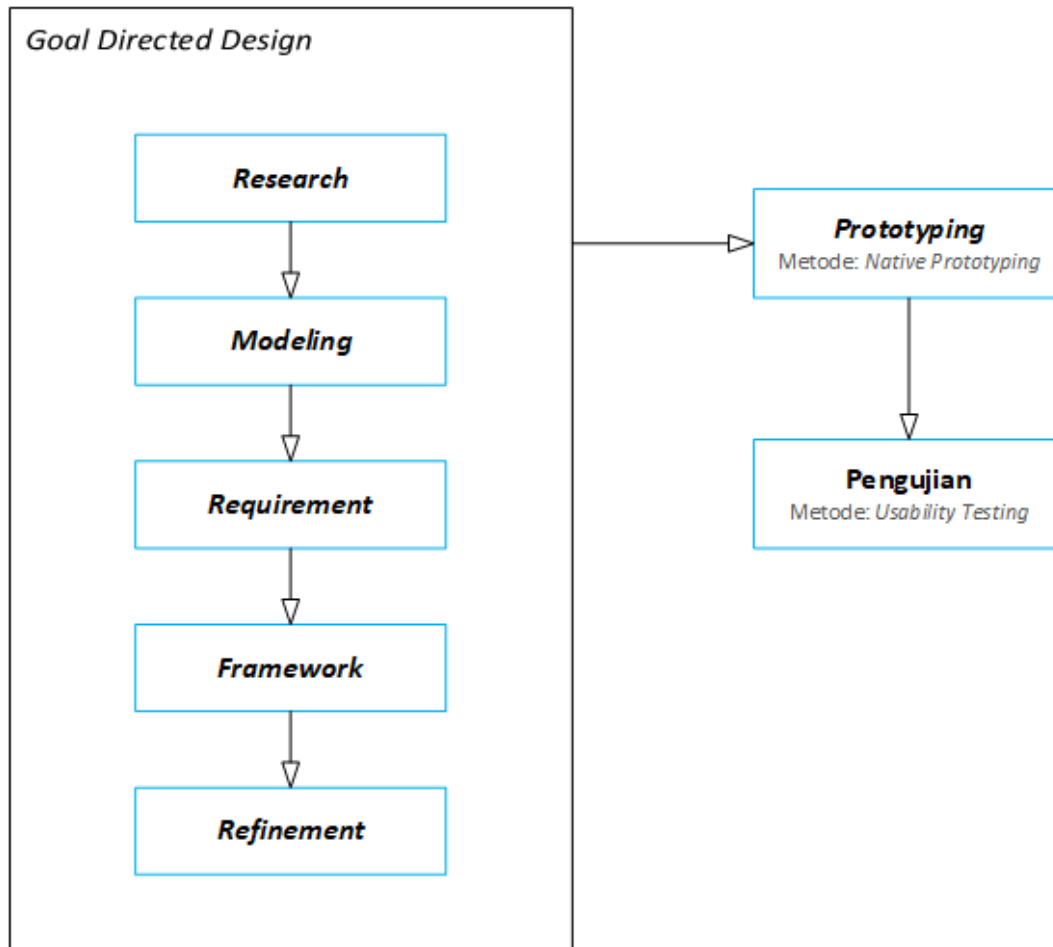 Goal Directed Design
Research
Modeling
Requirement
Framework
Refinement
Prototyping
Metode: Native Prototyping
Pengujian
Metode: Usability Testing